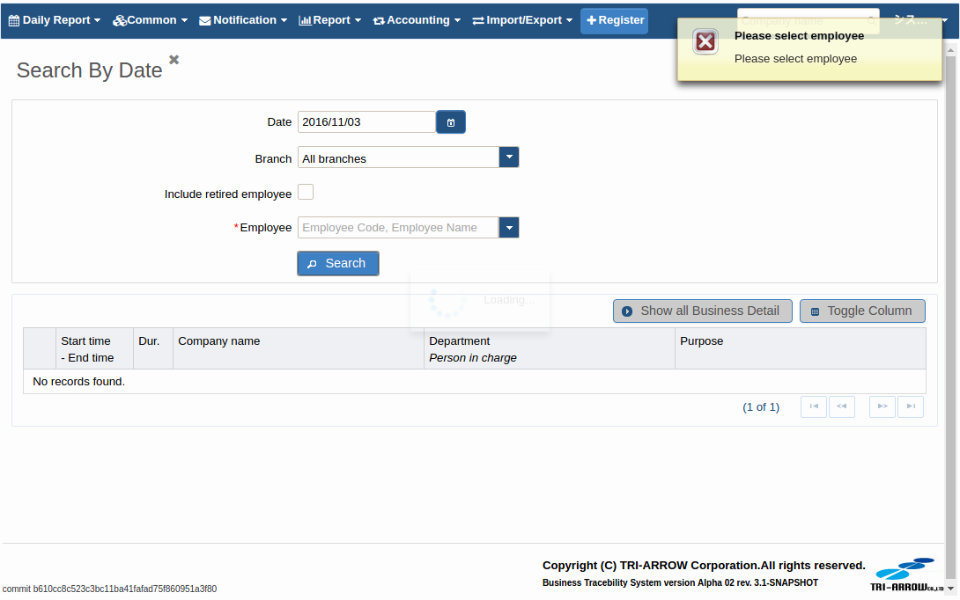 Daily Report Common Notification Report Accounting Import/Export +Register Company name シス...
Please select employee
Please select employee
Search By Date
Date 2016/11/03
Branch All branches
Include retired employee
*Employee Employee Code, Employee Name
Search
Loading...
Show all Business Detail Toggle Column
Start time - End time Dur. Company name Department Person in charge Purpose
No records found.
(1 of 1)
Copyright (C) TRI-ARROW Corporation.All rights reserved.
Business Tracebility System version Alpha 02 rev. 3.1-SNAPSHOT
TRI-ARROW Co.,Ltd
commit b610cc8c523c3bc11ba41fafad75f860951a3f80